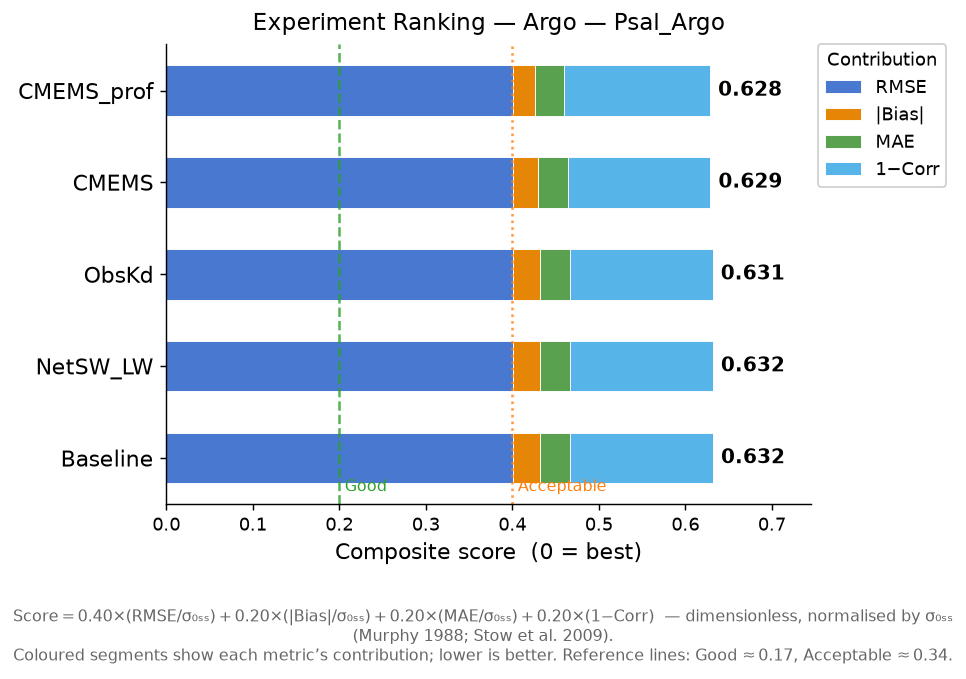 Experiment Ranking — Argo — Psal_Argo
CMEMS_prof
CMEMS
ObsKd
NetSW_LW
Baseline
0.628
0.629
0.631
0.632
0.632
Good
Acceptable
0.0 0.1 0.2 0.3 0.4 0.5 0.6 0.7
Composite score (0 = best)
Contribution
RMSE
|Bias|
MAE
1−Corr
Score = 0.40×(RMSE/σ₀ₛₛ) + 0.20×(|Bias|/σ₀ₛₛ) + 0.20×(MAE/σ₀ₛₛ) + 0.20×(1−Corr) — dimensionless, normalised by σ₀ₛₛ
(Murphy 1988; Stow et al. 2009).
Coloured segments show each metric’s contribution; lower is better. Reference lines: Good ≈ 0.17, Acceptable ≈ 0.34.